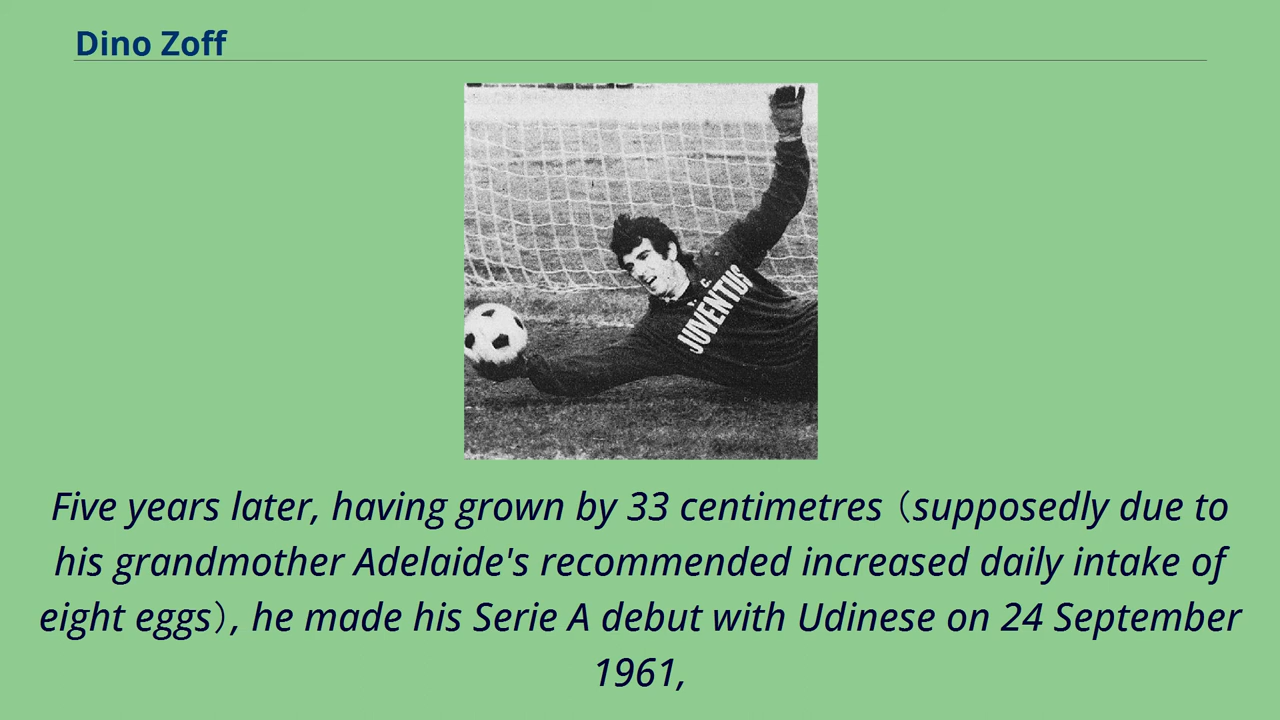 Dino Zoff
JUVENTUS
Five years later, having grown by 33 centimetres (supposedly due to
his grandmother Adelaide's recommended increased daily intake of
eight eggs), he made his Serie A debut with Udinese on 24 September
1961,